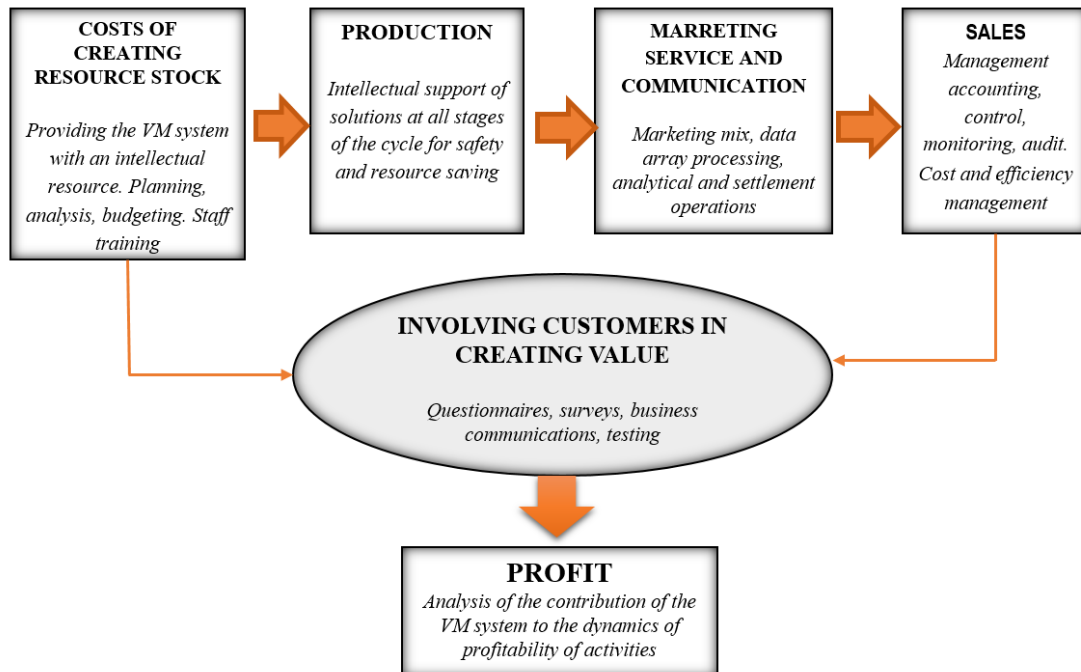 COSTS OF
CREATING
RESOURCE STOCK
Providing the VM system
with an intellectual
resource. Planning,
analysis, budgeting. Staff
training
PRODUCTION
Intellectual support of
solutions at all stages
of the cycle for safety
and resource saving
MARRETING
SERVICE AND
COMMUNICATION
Marketing mix, data
array processing,
analytical and settlement
operations
SALES
Management
accounting,
control,
monitoring, audit.
Cost and efficiency
management
INVOLVING CUSTOMERS IN
CREATING VALUE
Questionnaires, surveys, business
communications, testing
PROFIT
Analysis of the contribution of the
VM system to the dynamics of
profitability of activities